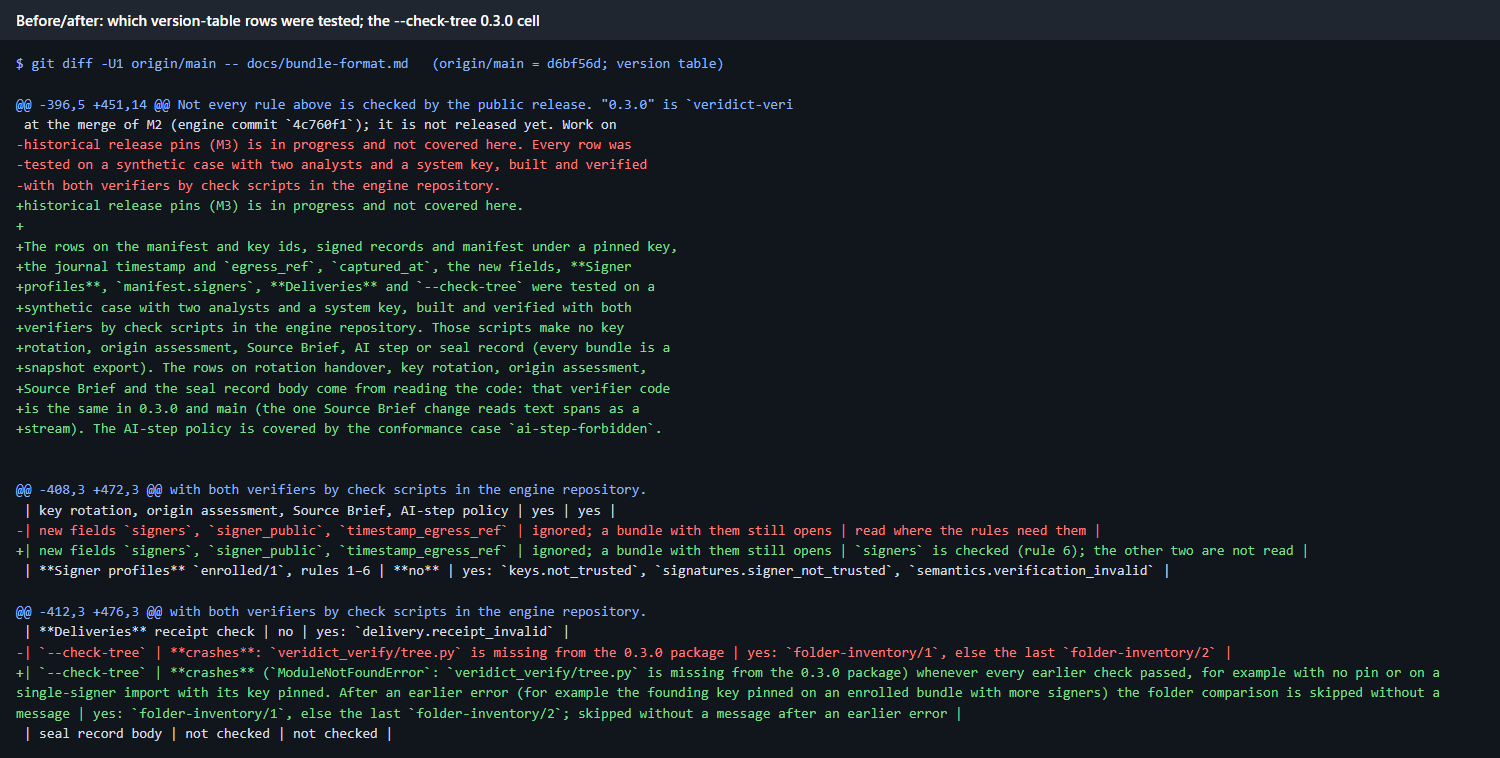 Before/after: which version-table rows were tested; the --check-tree 0.3.0 cell
$ git diff -U1 origin/main -- docs/bundle-format.md   (origin/main = d6bf56d; version table)
@@ -396,5 +451,14 @@ Not every rule above is checked by the public release. "0.3.0" is `veridict-veri
 at the merge of M2 (engine commit `4c760f1`); it is not released yet. Work on
-historical release pins (M3) is in progress and not covered here. Every row was
-tested on a synthetic case with two analysts and a system key, built and verified
-with both verifiers by check scripts in the engine repository.
+historical release pins (M3) is in progress and not covered here.
+
+The rows on the manifest and key ids, signed records and manifest under a pinned key,
+the journal timestamp and `egress_ref`, `captured_at`, the new fields, **Signer
+profiles**, `manifest.signers`, **Deliveries** and `--check-tree` were tested on a
+synthetic case with two analysts and a system key, built and verified with both
+verifiers by check scripts in the engine repository. Those scripts make no key
+rotation, origin assessment, Source Brief, AI step or seal record (every bundle is a
+snapshot export). The rows on rotation handover, key rotation, origin assessment,
+Source Brief and the seal record body come from reading the code: that verifier code
+is the same in 0.3.0 and main (the one Source Brief change reads text spans as a
+stream). The AI-step policy is covered by the conformance case `ai-step-forbidden`.
@@ -408,3 +472,3 @@ with both verifiers by check scripts in the engine repository.
 | key rotation, origin assessment, Source Brief, AI-step policy | yes | yes |
-| new fields `signers`, `signer_public`, `timestamp_egress_ref` | ignored; a bundle with them still opens | read where the rules need them |
+| new fields `signers`, `signer_public`, `timestamp_egress_ref` | ignored; a bundle with them still opens | `signers` is checked (rule 6); the other two are not read |
 | **Signer profiles** `enrolled/1`, rules 1–6 | **no** | yes: `keys.not_trusted`, `signatures.signer_not_trusted`, `semantics.verification_invalid` |
@@ -412,3 +476,3 @@ with both verifiers by check scripts in the engine repository.
 | **Deliveries** receipt check | no | yes: `delivery.receipt_invalid` |
-| `--check-tree` | **crashes**: `veridict_verify/tree.py` is missing from the 0.3.0 package | yes: `folder-inventory/1`, else the last `folder-inventory/2` |
+| `--check-tree` | **crashes** (`ModuleNotFoundError`: `veridict_verify/tree.py` is missing from the 0.3.0 package) whenever every earlier check passed, for example with no pin or on a
single-signer import with its key pinned. After an earlier error (for example the founding key pinned on an enrolled bundle with more signers) the folder comparison is skipped without a
message | yes: `folder-inventory/1`, else the last `folder-inventory/2`; skipped without a message after an earlier error |
 | seal record body | not checked | not checked |